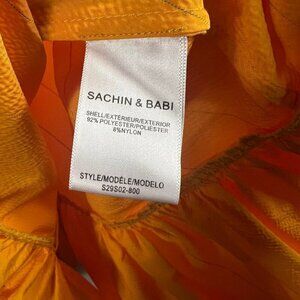 SACHIN & BABI
SHELL/EXTÉRIEUR/EXTERIOR
92% POLYESTER/POLIESTER
8%NYLON
STYLE/MODÈLE/MODELO
S29S02-800